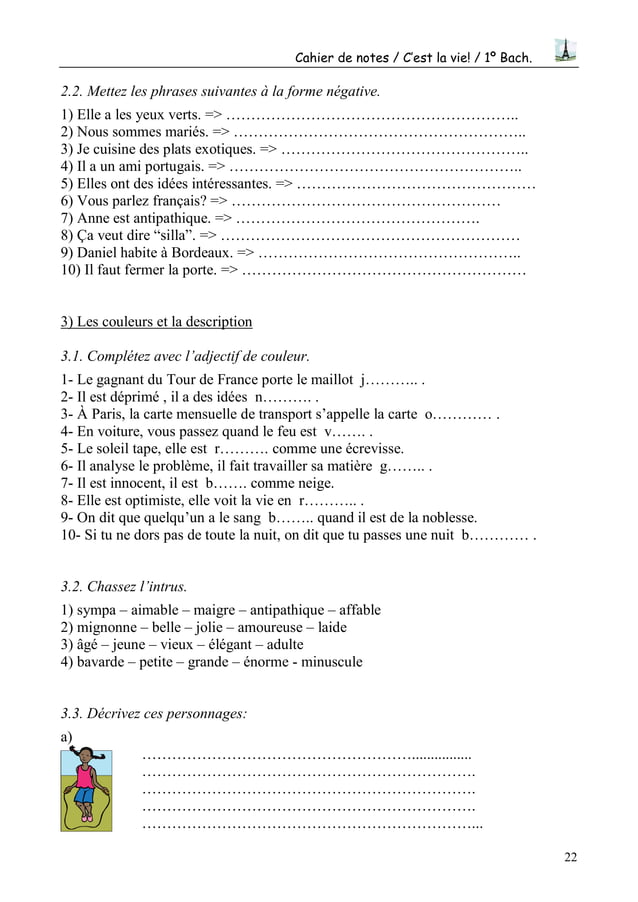 Cahier de notes / C'est la vie! / 1º Bach.
2.2. Mettez les phrases suivantes à la forme négative.
1) Elle a les yeux verts. => …………………………………………………..
2) Nous sommes mariés. => …………………………………………………..
3) Je cuisine des plats exotiques. => …………………………………………..
4) Il a un ami portugais. => …………………………………………………..
5) Elles ont des idées intéressantes. => …………………………………………
6) Vous parlez français? => ………………………………………………
7) Anne est antipathique. => ………………………………………….
8) Ça veut dire “silla”. => ……………………………………………………
9) Daniel habite à Bordeaux. => ……………………………………………..
10) Il faut fermer la porte. => …………………………………………………
3) Les couleurs et la description
3.1. Complétez avec l’adjectif de couleur.
1- Le gagnant du Tour de France porte le maillot j……….. .
2- Il est déprimé , il a des idées n………. .
3- À Paris, la carte mensuelle de transport s’appelle la carte o………… .
4- En voiture, vous passez quand le feu est v……. .
5- Le soleil tape, elle est r………. comme une écrevisse.
6- Il analyse le problème, il fait travailler sa matière g…….. .
7- Il est innocent, il est b……. comme neige.
8- Elle est optimiste, elle voit la vie en r……….. .
9- On dit que quelqu’un a le sang b…….. quand il est de la noblesse.
10- Si tu ne dors pas de toute la nuit, on dit que tu passes une nuit b………… .
3.2. Chassez l’intrus.
1) sympa – aimable – maigre – antipathique – affable
2) mignonne – belle – jolie – amoureuse – laide
3) âgé – jeune – vieux – élégant – adulte
4) bavarde – petite – grande – énorme - minuscule
3.3. Décrivez ces personnages:
a)
………………………………………………................
………………………………………………………….
………………………………………………………….
………………………………………………………….
…………………………………………………………...
22